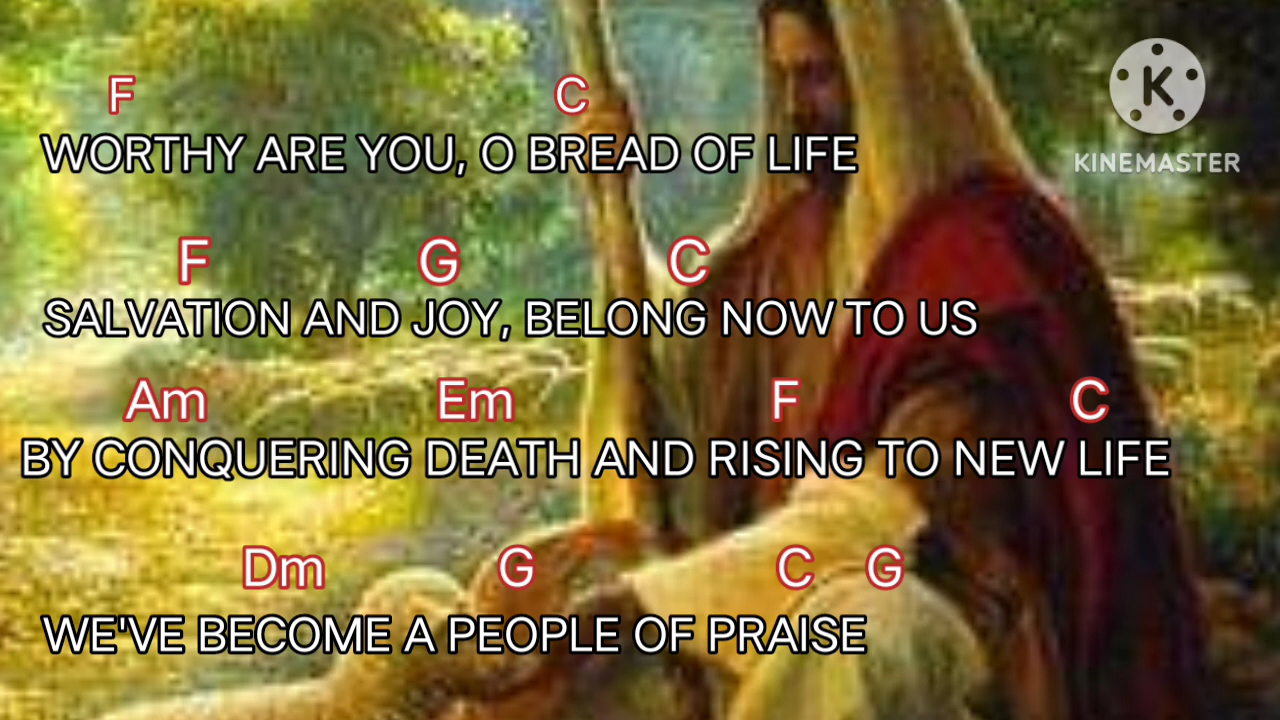 F C
WORTHY ARE YOU, O BREAD OF LIFE
K
KINEMASTER
F G C
SALVATION AND JOY, BELONG NOW TO US
Am Em F C
BY CONQUERING DEATH AND RISING TO NEW LIFE
Dm G C G
WE'VE BECOME A PEOPLE OF PRAISE